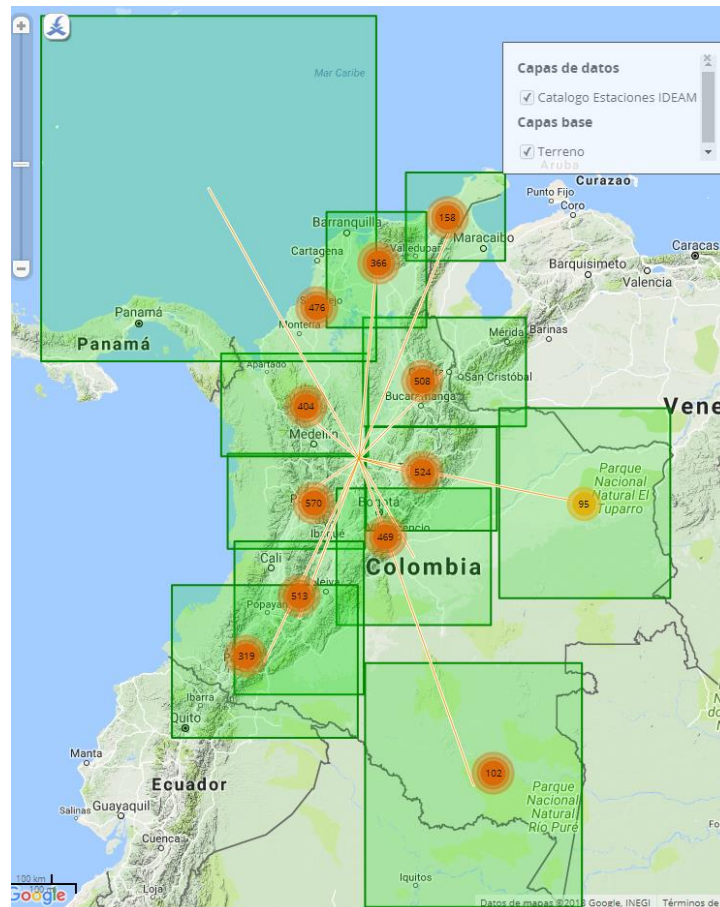 Mar Caribe
Capas de datos
Catalogo Estaciones IDEAM
Capas base
Terreno
Aruba
Curazao
Punto Fijo
Coro
158
Barranquilla
Maracaibo
Caracas
Cartagena
Valledupar
366
Barquisimeto
Valencia
476
Panamá
Montería
Panamá
Mérida
Barinas
Apartado
508
San Cristóbal
Bucaramanga
404
Vene
Medellín
524
Parque
Nacional
Natural El
Tuparro
95
570
Bogotá
Ibagué
469
Cali
Colombia
513
Neiva
Popayán
319
Ibarra
Quito
Manta
102
Ecuador
Parque
Nacional
Natural
Río Puré
Salinas
Guayaquil
Cuenca
Loja
Iquitos
100 km
100 mi
Google
Datos de mapas ©2018 Google, INEGI
Términos de